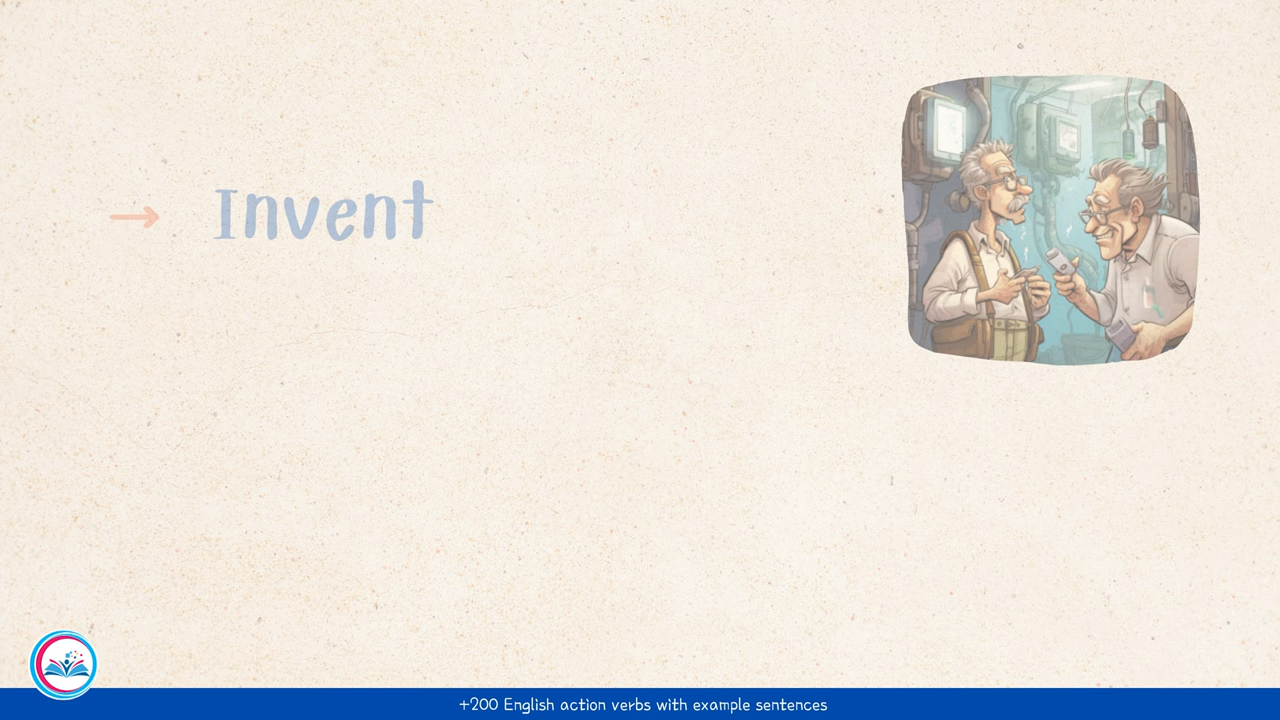 → Invent
+200 English action verbs with example sentences